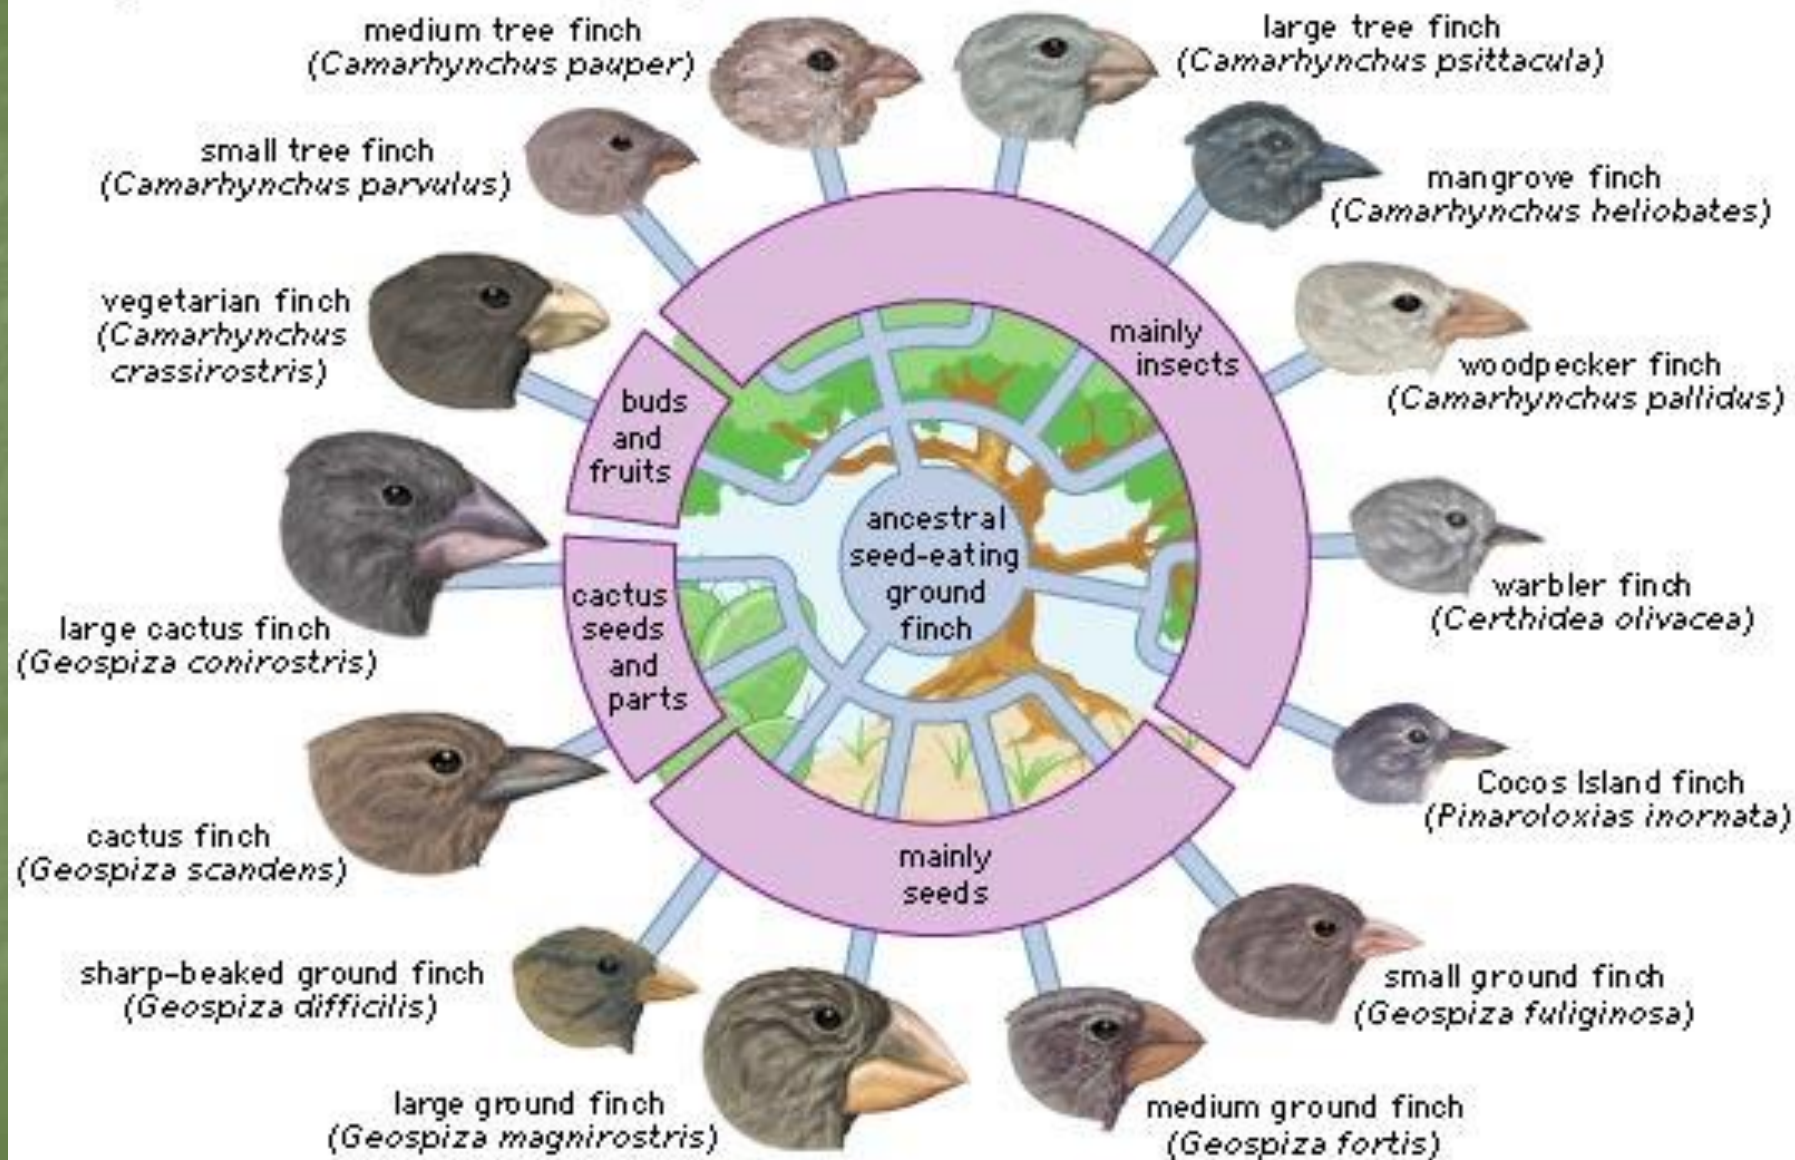 medium tree finch
(Camarhynchus pauper)
large tree finch
(Camarhynchus psittacula)
small tree finch
(Camarhynchus parvulus)
mangrove finch
(Camarhynchus heliobates)
vegetarian finch
(Camarhynchus
crassirostris)
mainly
insects
woodpecker finch
(Camarhynchus pallidus)
buds
and
fruits
ancestral
seed-eating
ground
finch
warbler finch
(Certhidea olivacea)
cactus
seeds
and
parts
large cactus finch
(Geospiza conirostris)
Cocos Island finch
(Pinaroloxias inornata)
cactus finch
(Geospiza scandens)
mainly
seeds
sharp-beaked ground finch
(Geospiza difficilis)
small ground finch
(Geospiza fuliginosa)
large ground finch
(Geospiza magnirostris)
medium ground finch
(Geospiza fortis)